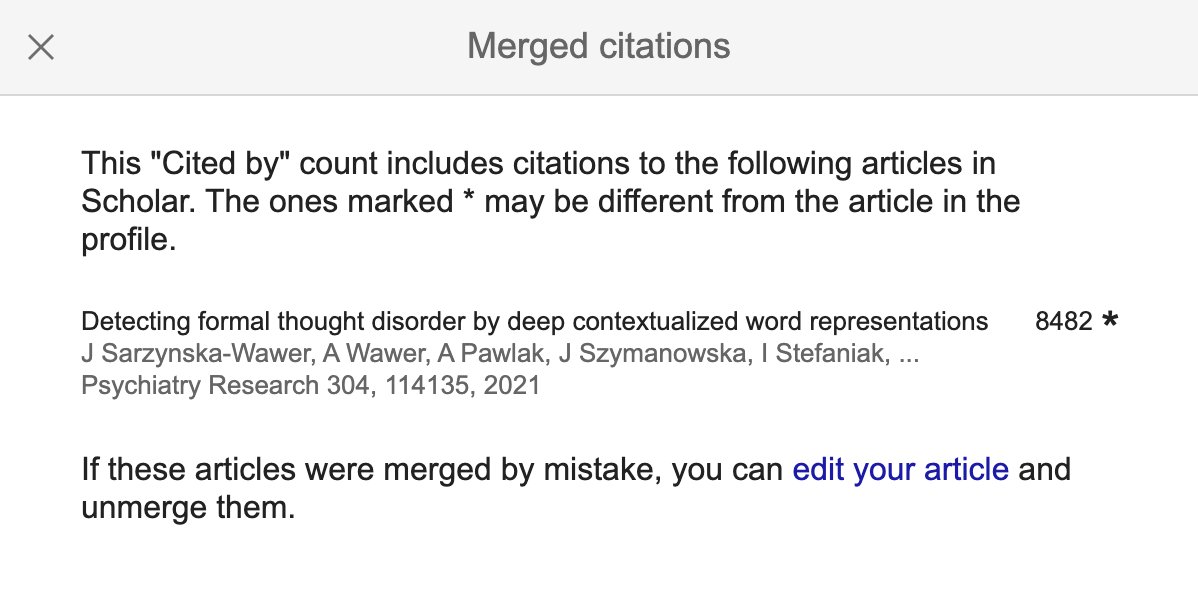 Merged citations
This "Cited by" count includes citations to the following articles in
Scholar. The ones marked * may be different from the article in the
profile.
Detecting formal thought disorder by deep contextualized word representations 8482 *
J Sarzynska-Wawer, A Wawer, A Pawlak, J Szymanowska, I Stefaniak, ...
Psychiatry Research 304, 114135, 2021
If these articles were merged by mistake, you can edit your article and
unmerge them.